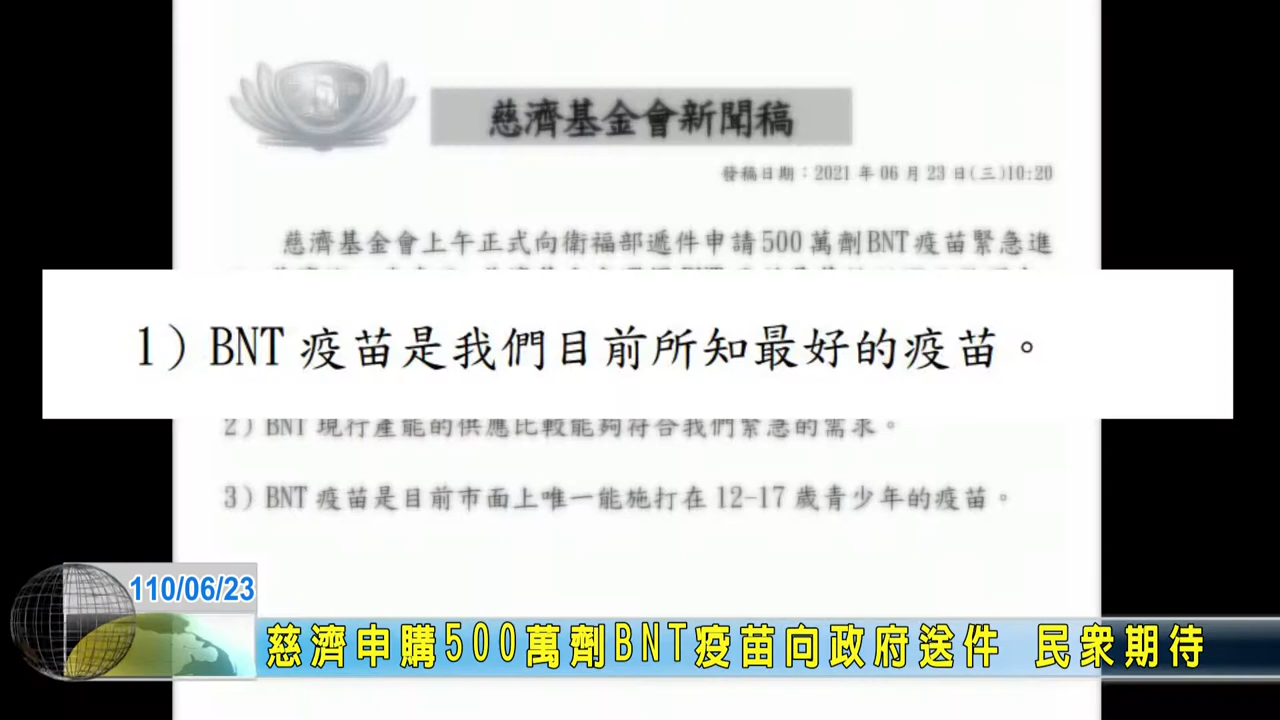 慈濟基金會新聞稿
發稿日期：2021 年 06 月 23 日(三)10:20
慈濟基金會上午正式向衛福部遞件申請500萬劑BNT疫苗緊急進
1）BNT 疫苗是我們目前所知最好的疫苗。
2）BNT 現行產能的供應比較能夠符合我們緊急的需求。
3）BNT 疫苗是目前市面上唯一能施打在 12-17 歲青少年的疫苗。
110/06/23
慈濟申購500萬劑BNT疫苗向政府送件 民眾期待